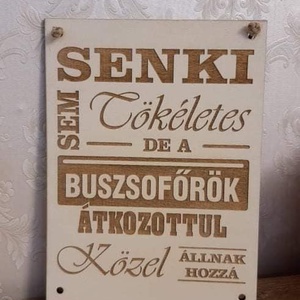 SENKI
SEM
Tökéletes
DE A
BUSZSOFŐRÖK
ÁTKOZOTTUL
Közel
ÁLLNAK
HOZZÁ